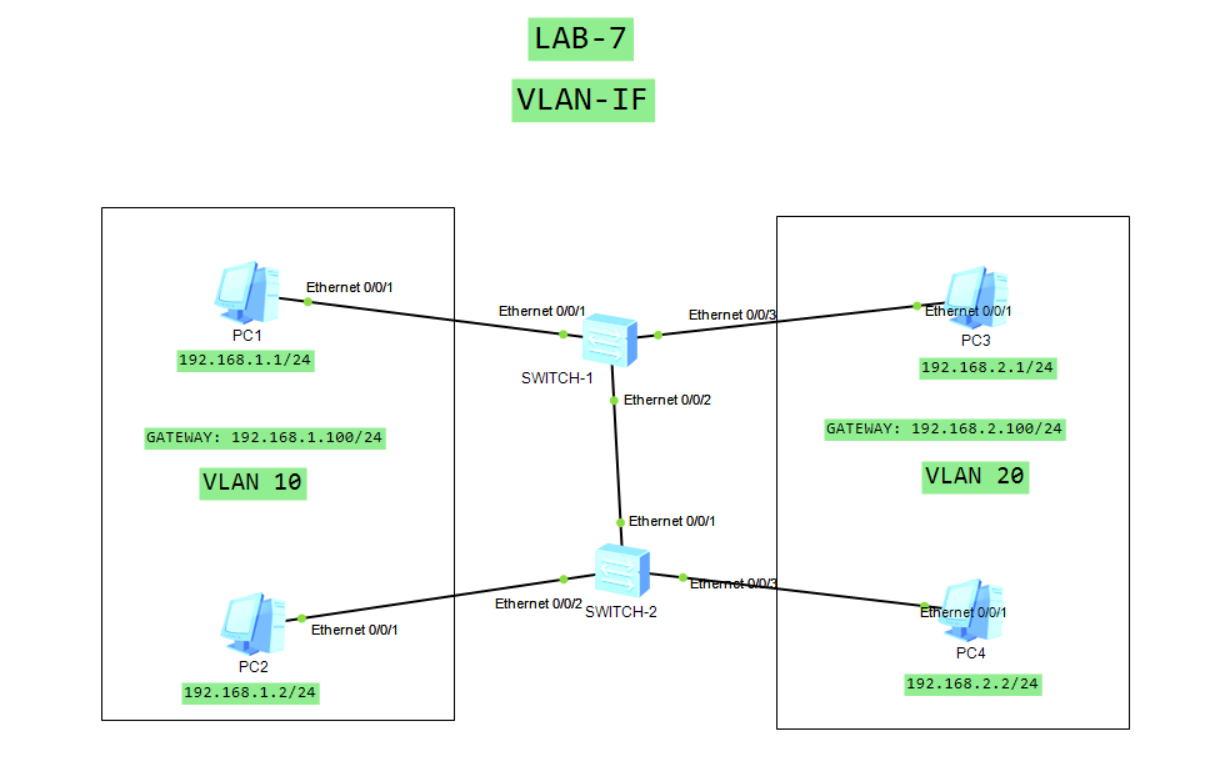 LAB-7
VLAN-IF
Ethernet 0/0/1
PC1
192.168.1.1/24
GATEWAY: 192.168.1.100/24
VLAN 10
Ethernet 0/0/1
Ethernet 0/0/3
SWITCH-1
Ethernet 0/0/2
Ethernet 0/0/1
PC3
192.168.2.1/24
GATEWAY: 192.168.2.100/24
VLAN 20
Ethernet 0/0/1
Ethernet 0/0/2
SWITCH-2
Ethernet 0/0/3
Ethernet 0/0/1
PC2
192.168.1.2/24
Ethernet 0/0/1
PC4
192.168.2.2/24